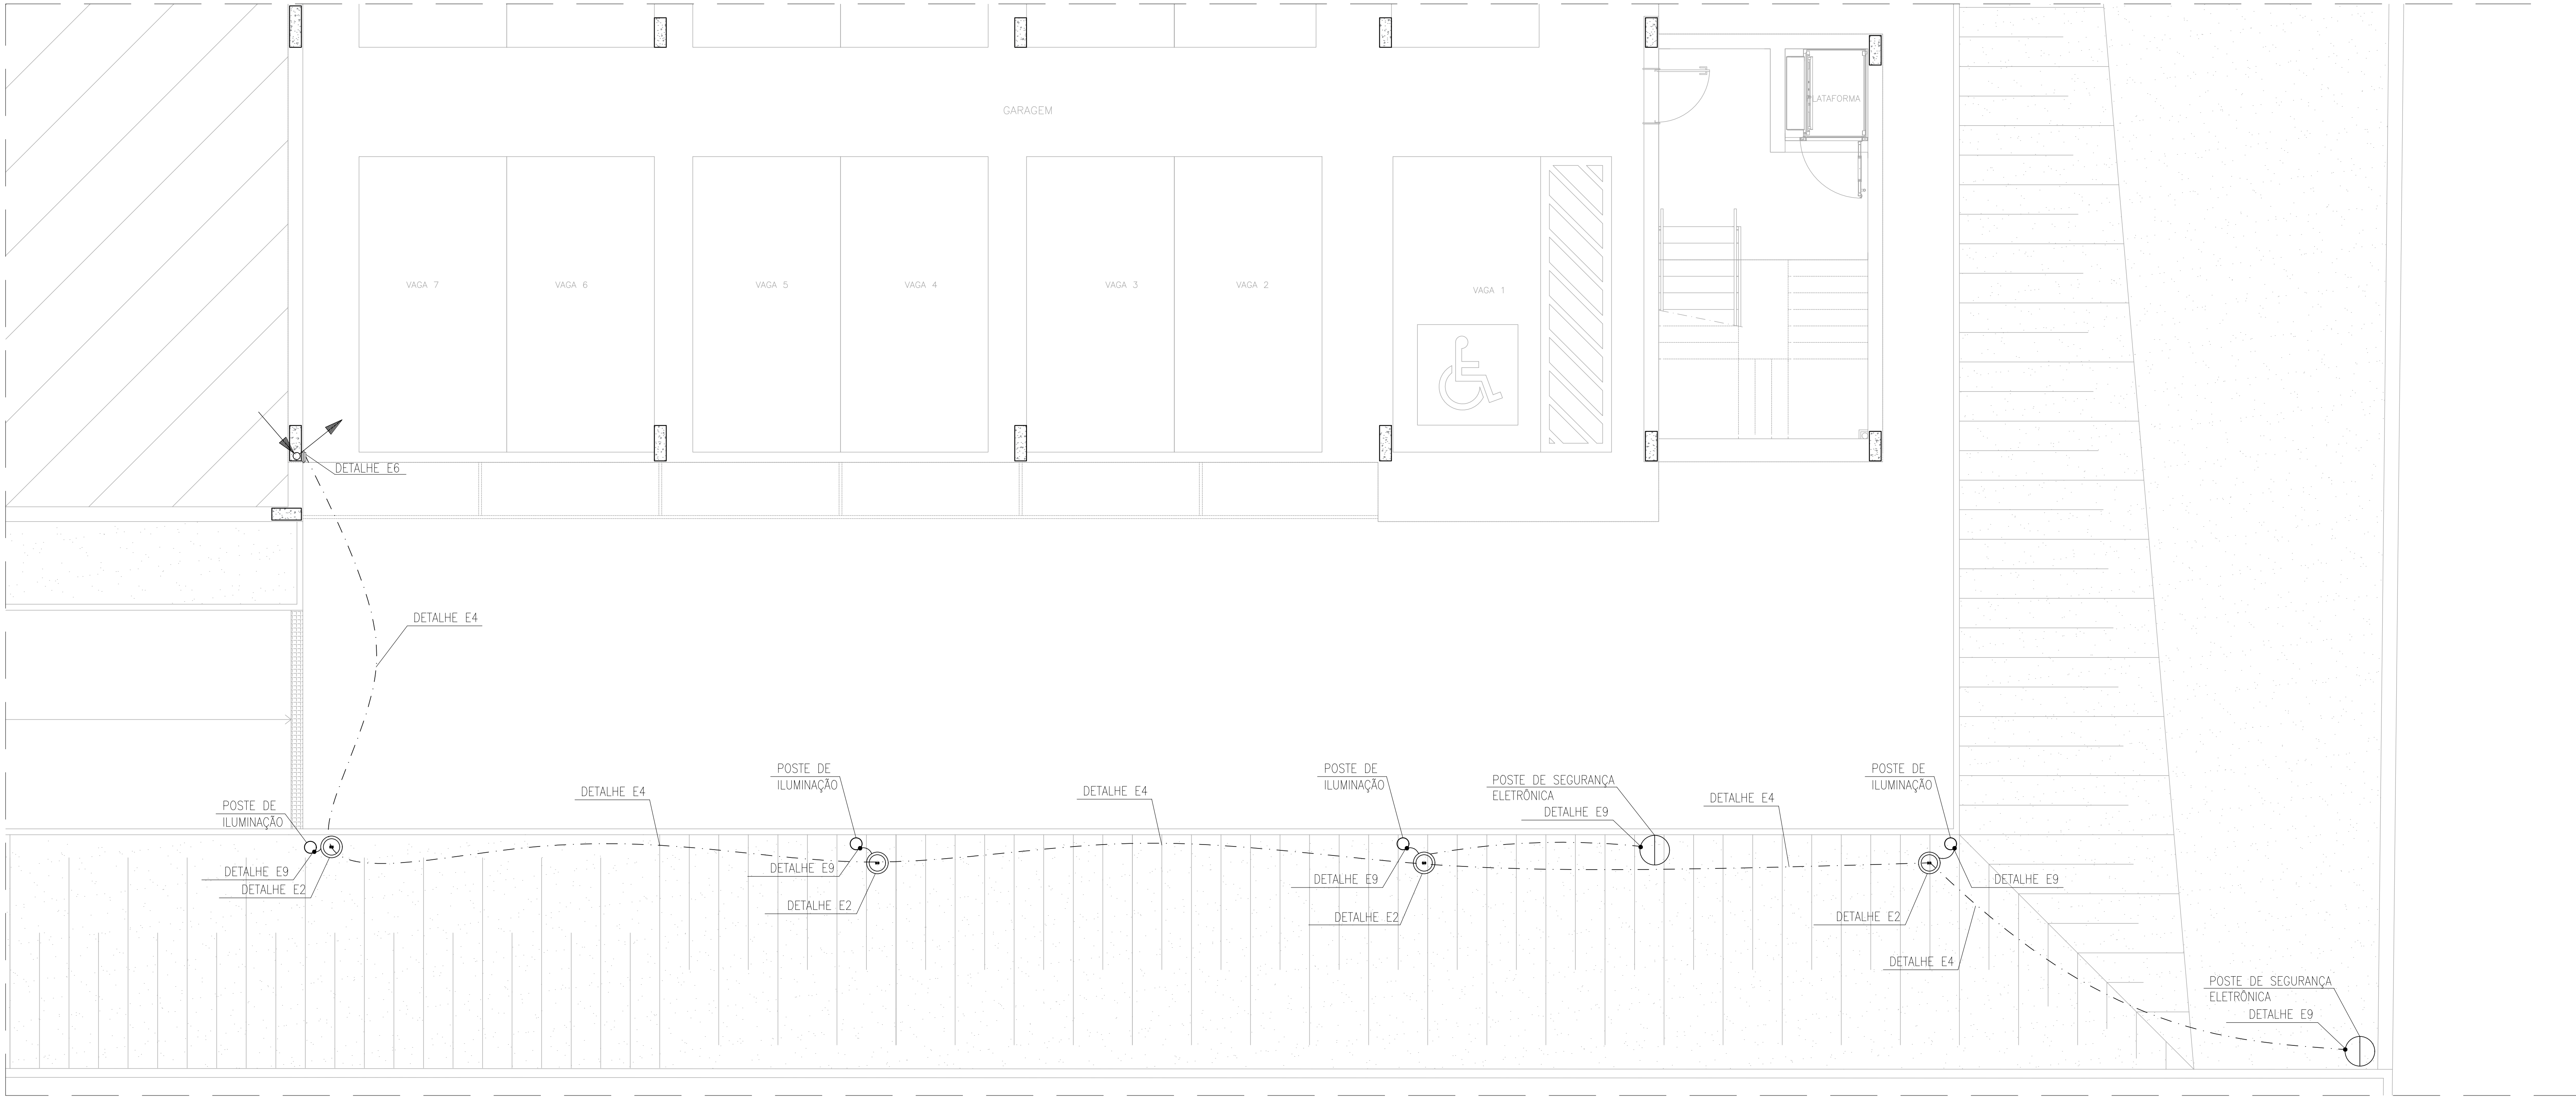 GARAGEM
LATAFORMA
VAGA 7
VAGA 6
VAGA 5
VAGA 4
VAGA 3
VAGA 2
VAGA 1
DETALHE E6
DETALHE E4
POSTE DE
ILUMINAÇÃO
DETALHE E9
DETALHE E2
DETALHE E4
POSTE DE
ILUMINAÇÃO
DETALHE E9
DETALHE E2
DETALHE E4
POSTE DE
ILUMINAÇÃO
DETALHE E9
DETALHE E2
POSTE DE SEGURANÇA
ELETRÔNICA
DETALHE E9
DETALHE E4
POSTE DE
ILUMINAÇÃO
DETALHE E9
DETALHE E2
DETALHE E4
POSTE DE SEGURANÇA
ELETRÔNICA
DETALHE E9